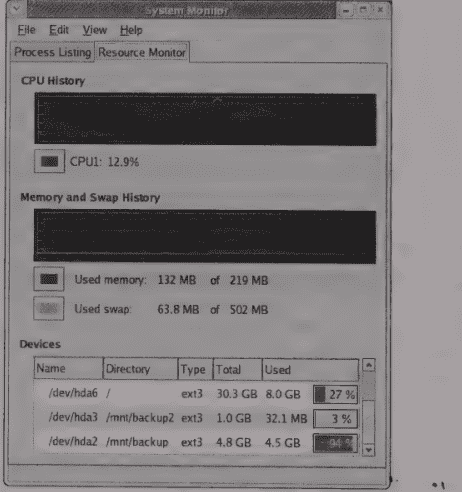 System Monitor
File Edit View Help
Process Listing Resource Monitor
CPU History
CPU1: 12.9%
Memory and Swap History
Used memory: 132 MB of 219 MB
Used swap: 63.8 MB of 502 MB
Devices
Name Directory Type Total Used
/dev/hda6 / ext3 30.3 GB 8.0 GB 27 %
/dev/hda3 /mnt/backup2 ext3 1.0 GB 32.1 MB 3 %
/dev/hda2 /mnt/backup ext3 4.8 GB 4.5 GB 94 %